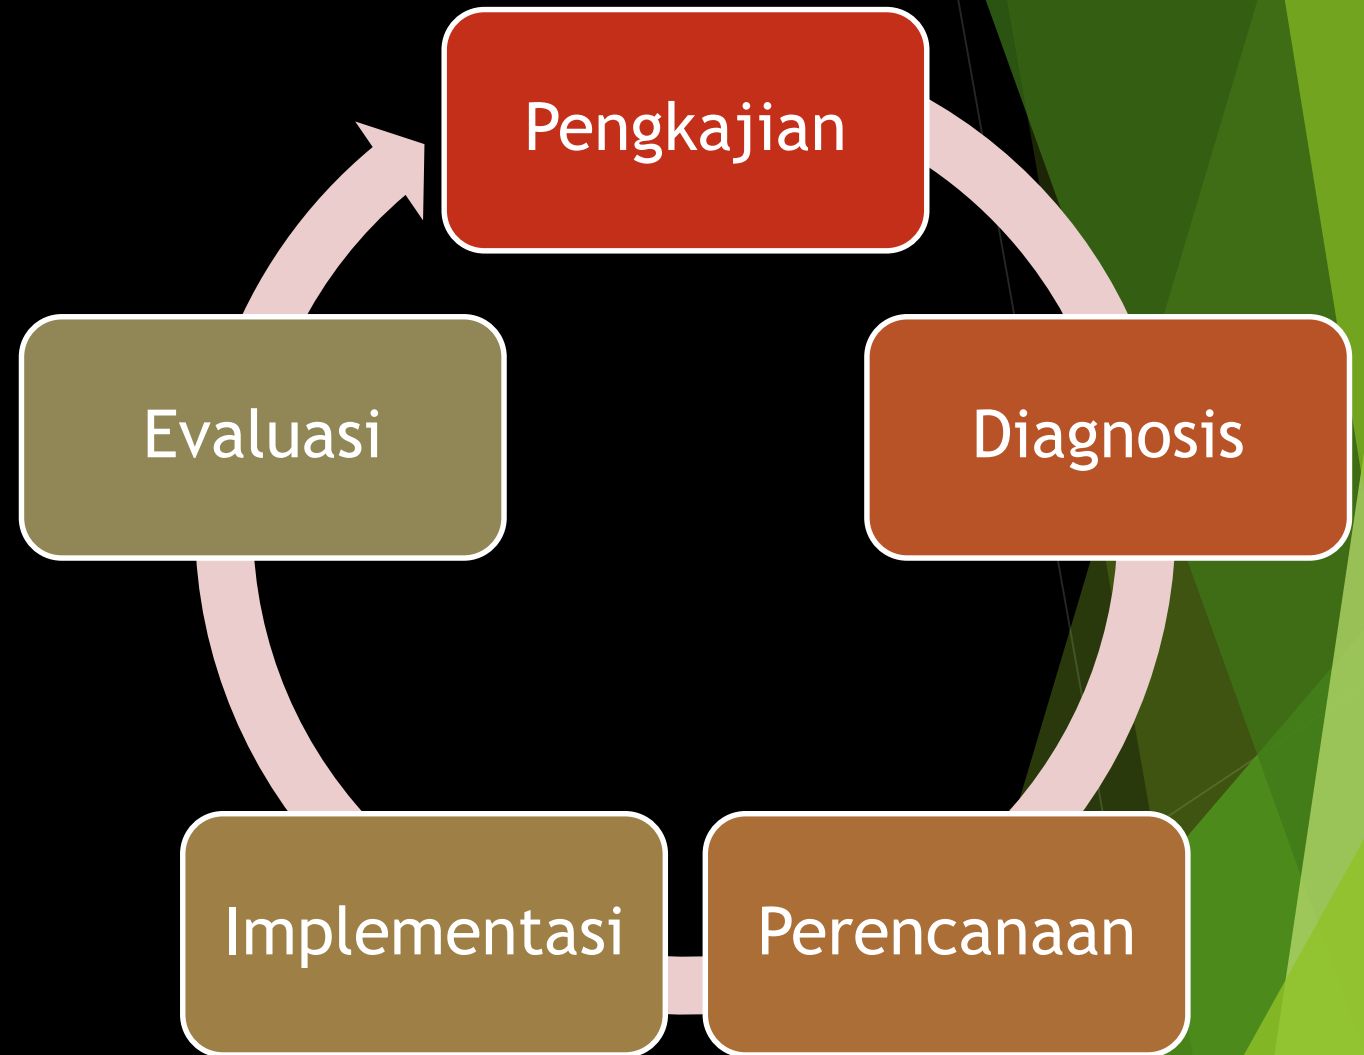 Pengkajian
Diagnosis
Perencanaan
Implementasi
Evaluasi